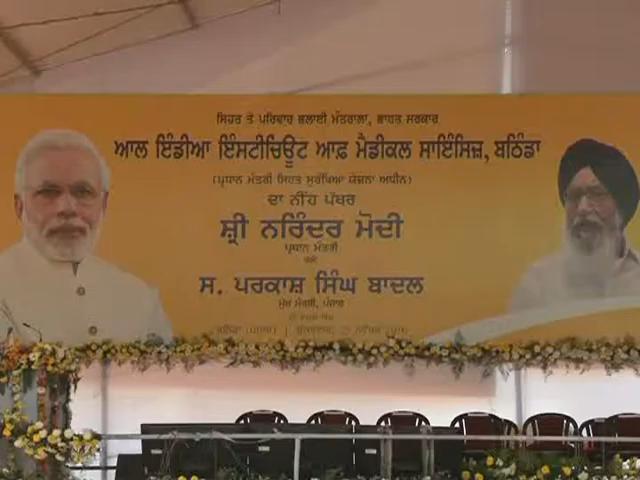 ਸਿਹਤ ਤੇ ਪਰਿਵਾਰ ਭਲਾਈ ਮੰਤਰਾਲਾ, ਭਾਰਤ ਸਰਕਾਰ
ਆਲ ਇੰਡੀਆ ਇੰਸਟੀਚਿਊਟ ਆਫ਼ ਮੈਡੀਕਲ ਸਾਇੰਸਿਜ਼, ਬਠਿੰਡਾ
(ਪ੍ਰਧਾਨ ਮੰਤਰੀ ਸਿਹਤ ਸੁਰੱਖਿਆ ਯੋਜਨਾ ਅਧੀਨ)
ਦਾ ਨੀਂਹ ਪੱਥਰ
ਸ਼੍ਰੀ ਨਰਿੰਦਰ ਮੋਦੀ
ਪ੍ਰਧਾਨ ਮੰਤਰੀ
ਸ. ਪਰਕਾਸ਼ ਸਿੰਘ ਬਾਦਲ
ਮੁੱਖ ਮੰਤਰੀ, ਪੰਜਾਬ